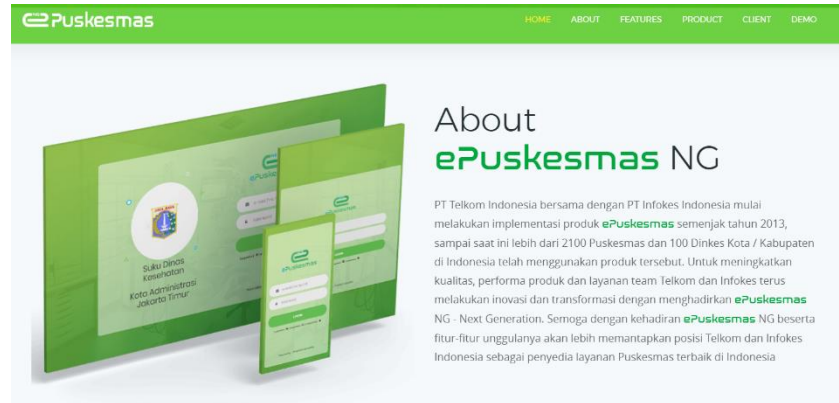 ePuskesmas
HOME ABOUT FEATURES PRODUCT CLIENT DEMO
About
ePuskesmas NG
PT Telkom Indonesia bersama dengan PT Infokes Indonesia mulai
melakukan implementasi produk ePuskesmas semenjak tahun 2013,
sampai saat ini lebih dari 2100 Puskesmas dan 100 Dinkes Kota / Kabupaten
di Indonesia telah menggunakan produk tersebut. Untuk meningkatkan
kualitas, performa produk dan layanan team Telkom dan Infokes terus
melakukan inovasi dan transformasi dengan menghadirkan ePuskesmas
NG - Next Generation. Semoga dengan kehadiran ePuskesmas NG beserta
fitur-fitur unggulanya akan lebih memantapkan posisi Telkom dan Infokes
Indonesia sebagai penyedia layanan Puskesmas terbaik di Indonesia
Suku Dinas
Kesehatan
Kota Administrasi
Jakarta Timur
ePuskesmas